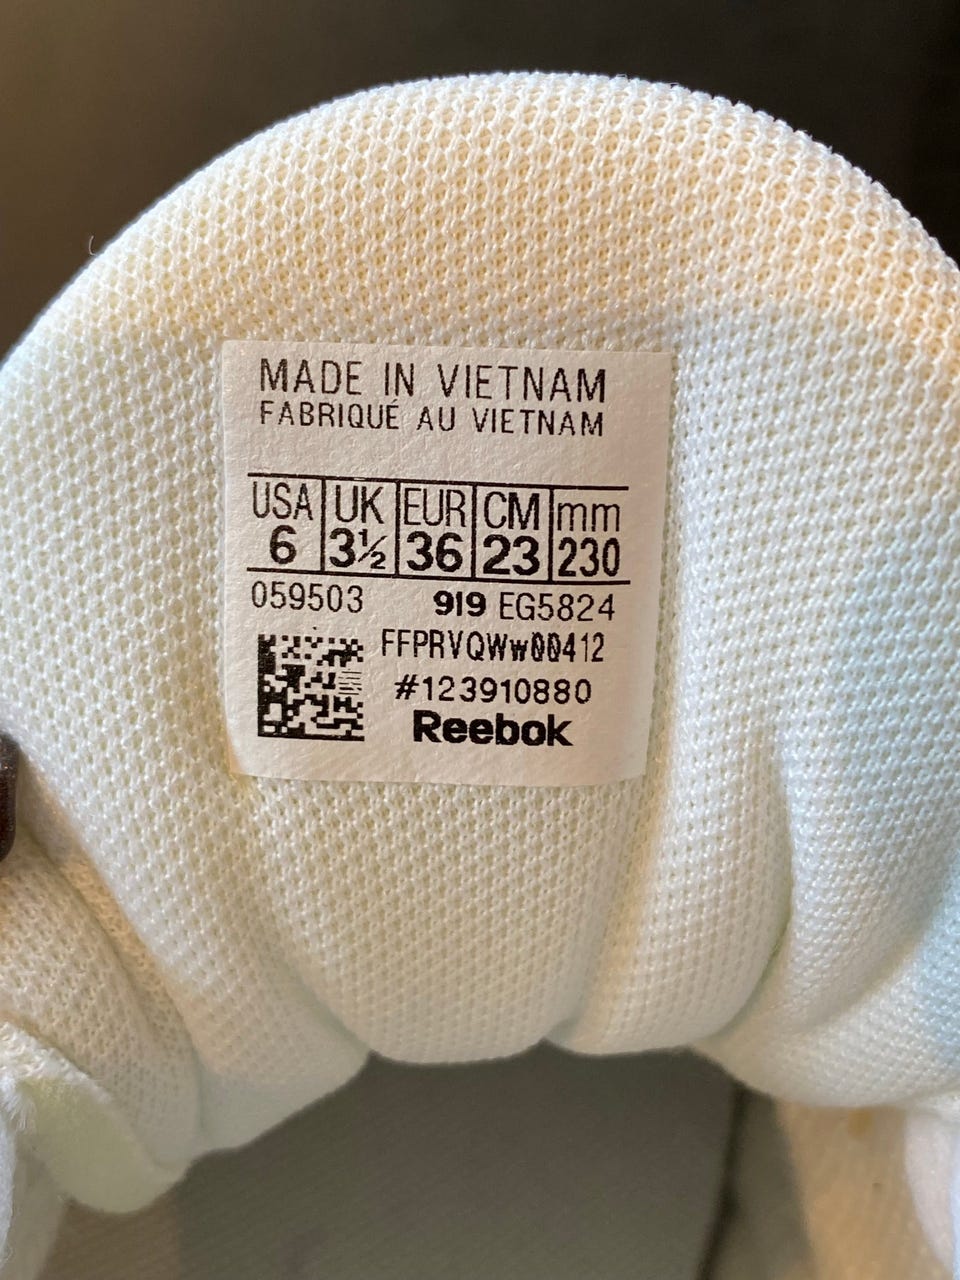 MADE IN VIETNAM
FABRIQUÉ AU VIETNAM
USA UK EUR CM mm
6 3½ 36 23 230
059503 919 EG5824
FFPRVQWw00412
#123910880
Reebok